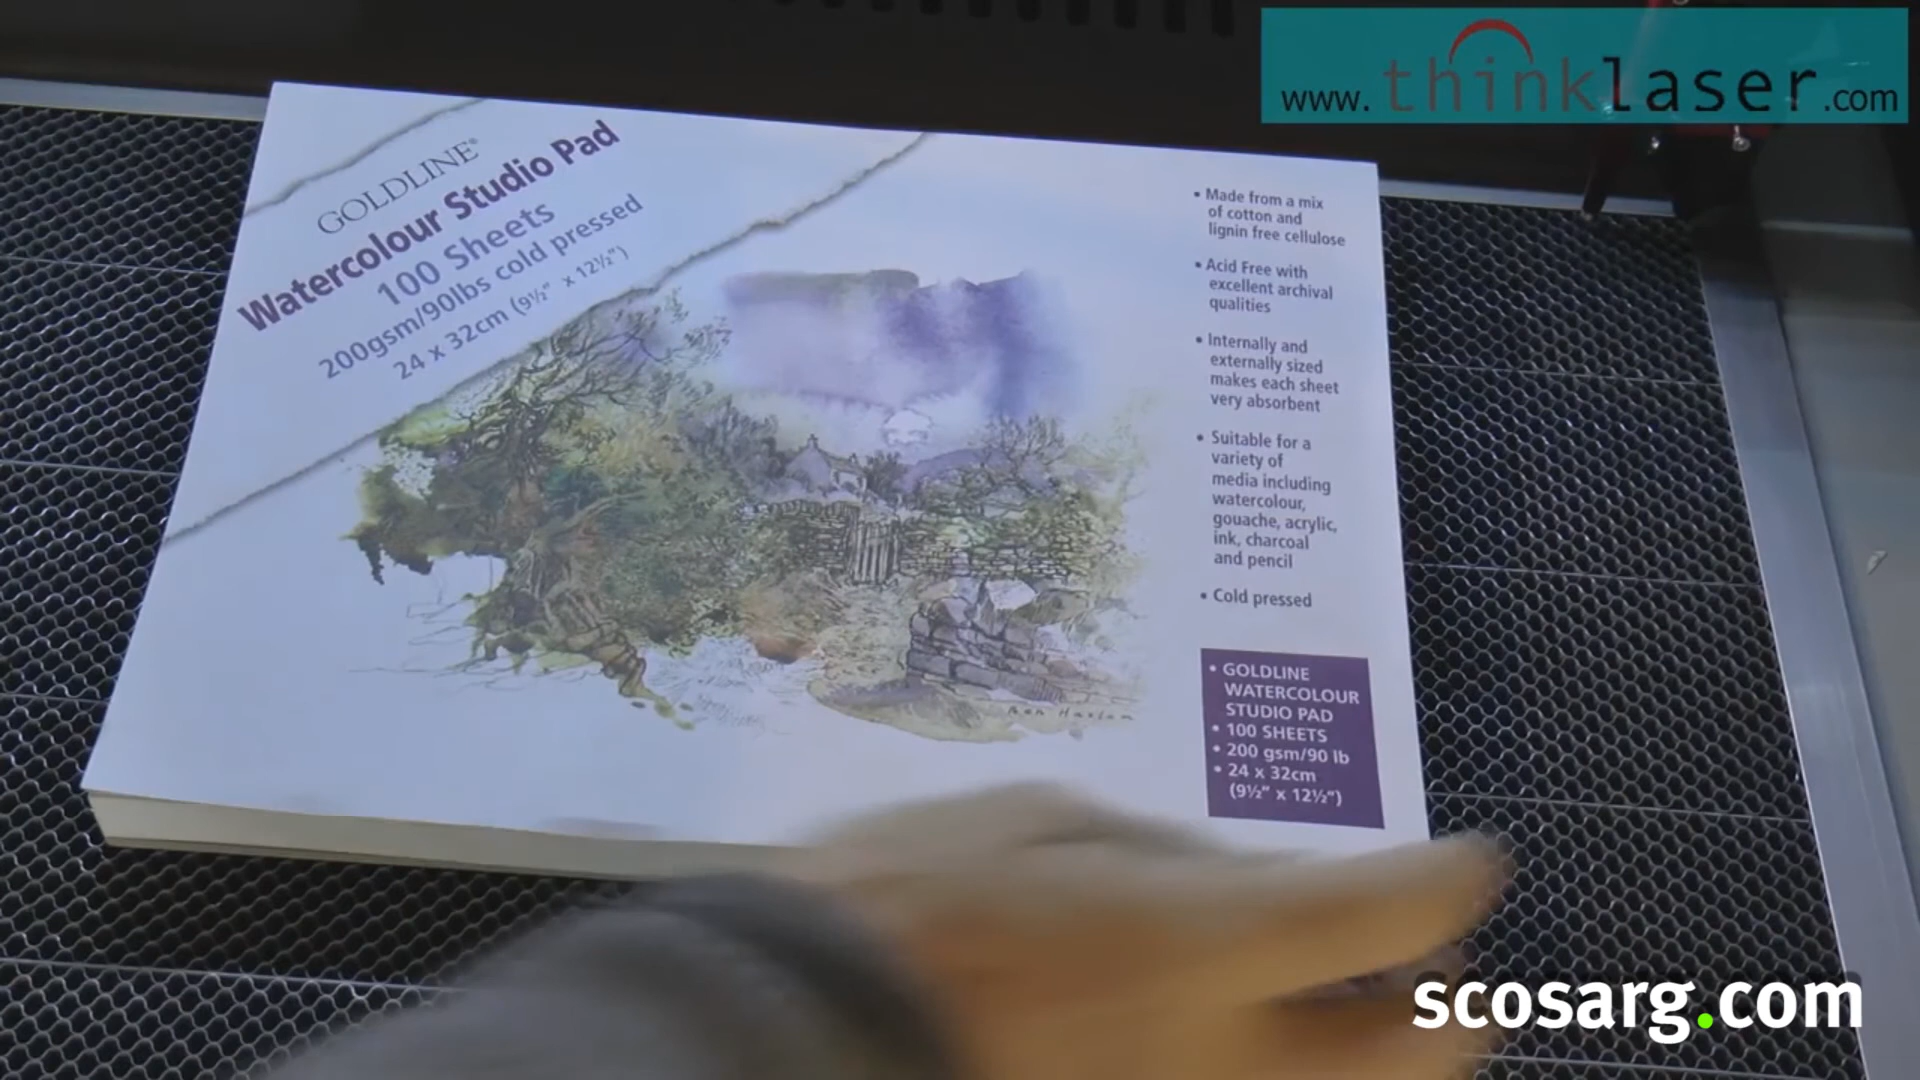 www.thinklaser.com
GOLDLINE®
Watercolour Studio Pad
100 Sheets
200gsm/90lbs cold pressed
24 x 32cm (9½" x 12½")
• Made from a mix
of cotton and
lignin free cellulose
• Acid Free with
excellent archival
qualities
• Internally and
externally sized
makes each sheet
very absorbent
• Suitable for a
variety of
media including
watercolour,
gouache, acrylic,
ink, charcoal
and pencil
• Cold pressed
• GOLDLINE
WATERCOLOUR
STUDIO PAD
• 100 SHEETS
• 200 gsm/90 lb
• 24 x 32cm
(9½" x 12½")
scosarg.com